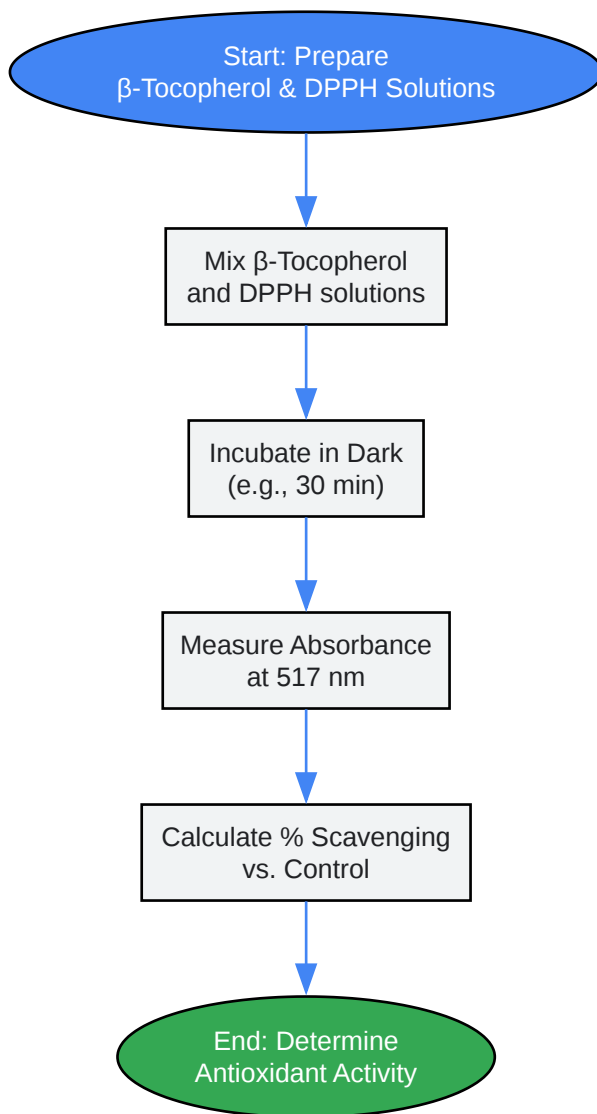 Start: Prepare
β-Tocopherol & DPPH Solutions
Mix β-Tocopherol
and DPPH solutions
Incubate in Dark
(e.g., 30 min)
Measure Absorbance
at 517 nm
Calculate % Scavenging
vs. Control
End: Determine
Antioxidant Activity